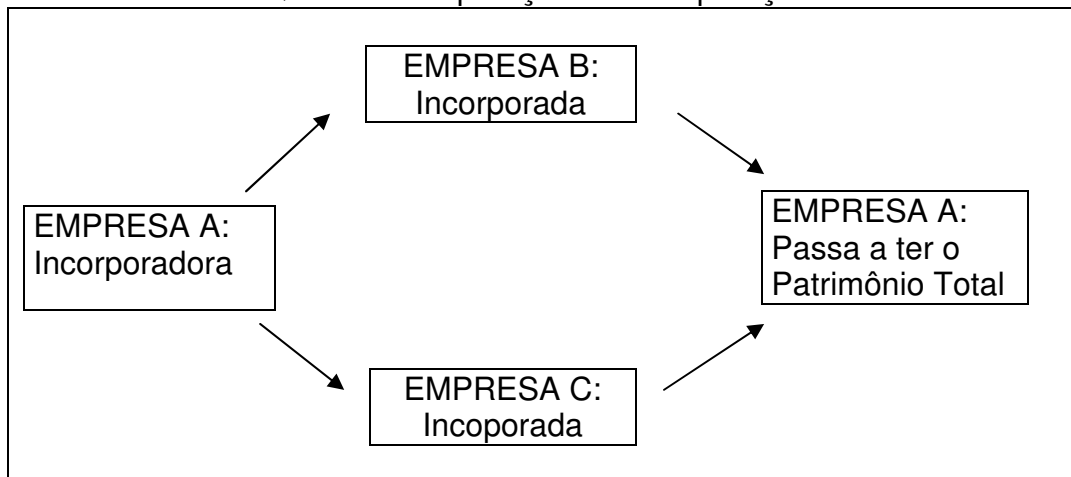 EMPRESA B:
Incorporada
EMPRESA A:
Incorporadora
EMPRESA A:
Passa a ter o
Patrimônio Total
EMPRESA C:
Incoporada